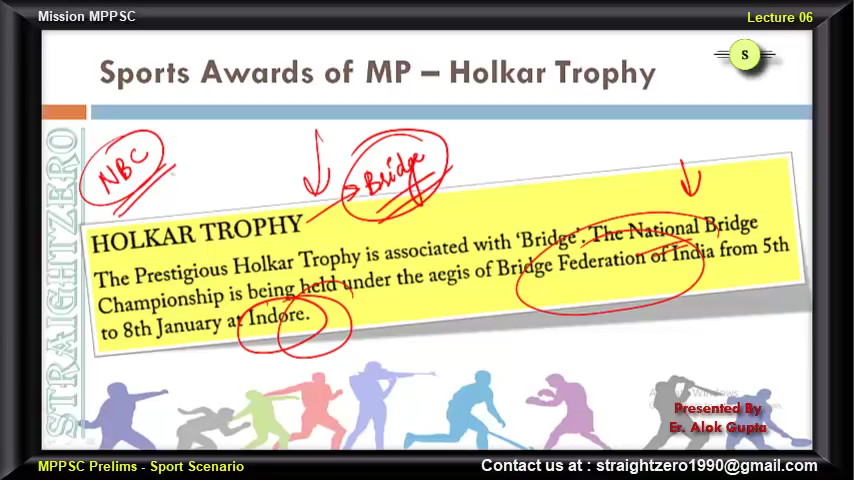 Mission MPPSC
Lecture 06
Sports Awards of MP – Holkar Trophy
S
STRAIGHTZERO
NBC
Bridge
HOLKAR TROPHY
The Prestigious Holkar Trophy is associated with ‘Bridge’. The National Bridge
Championship is being held under the aegis of Bridge Federation of India from 5th
to 8th January at Indore.
Presented By
Er. Alok Gupta
MPPSC Prelims - Sport Scenario
Contact us at : straightzero1990@gmail.com